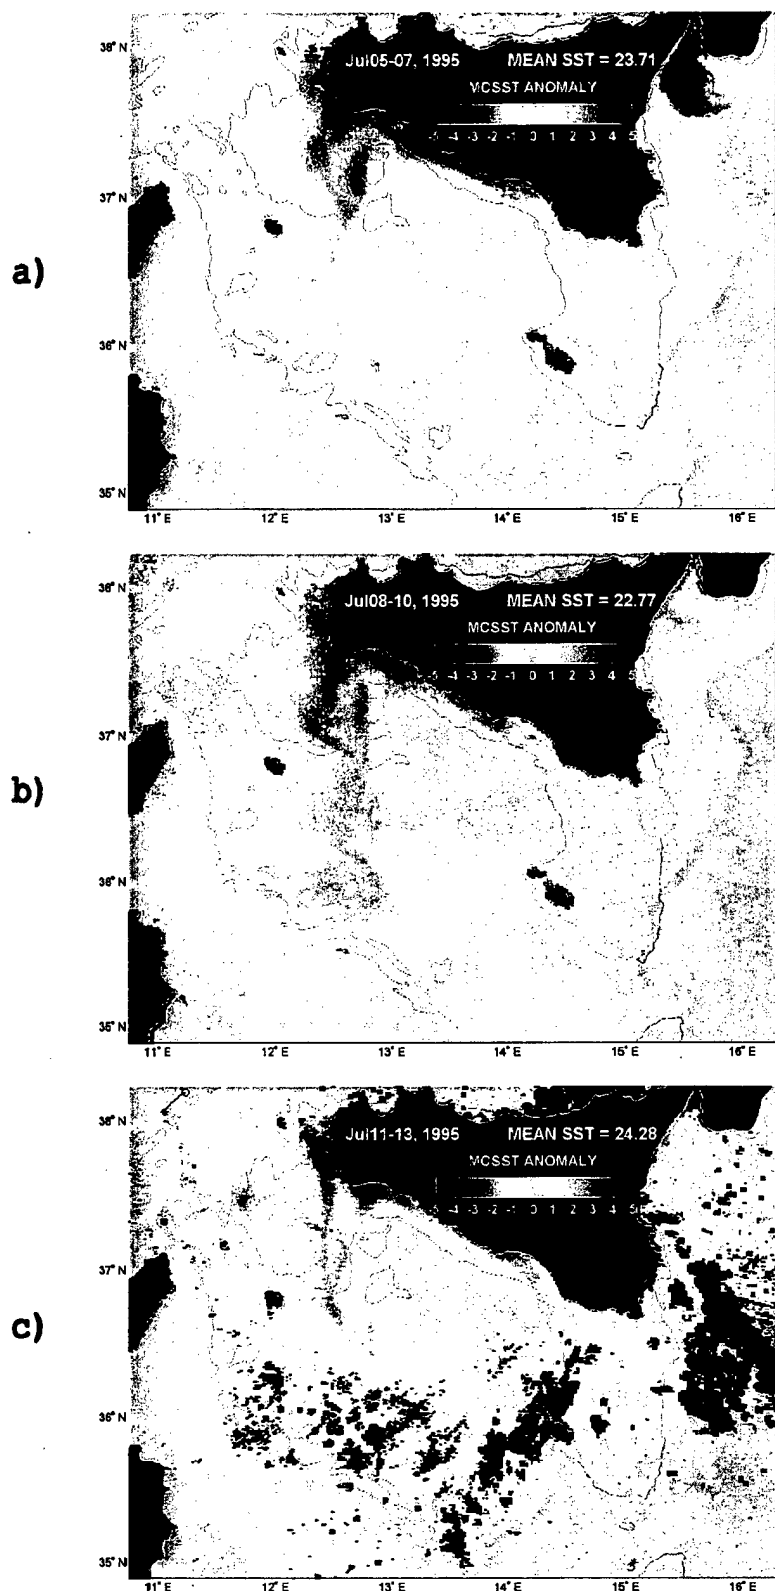 a)
38° N
37° N
36° N
35° N
Jul05-07, 1995 MEAN SST = 23.71
MCSST ANOMALY
-5 -4 -3 -2 -1 0 1 2 3 4 5
11° E 12° E 13° E 14° E 15° E 16° E
b)
38° N
37° N
36° N
35° N
Jul08-10, 1995 MEAN SST = 22.77
MCSST ANOMALY
-5 -4 -3 -2 -1 0 1 2 3 4 5
11° E 12° E 13° E 14° E 15° E 16° E
c)
38° N
37° N
36° N
35° N
Jul11-13, 1995 MEAN SST = 24.28
MCSST ANOMALY
-5 -4 -3 -2 -1 0 1 2 3 4 5
11° E 12° E 13° E 14° E 15° E 16° E